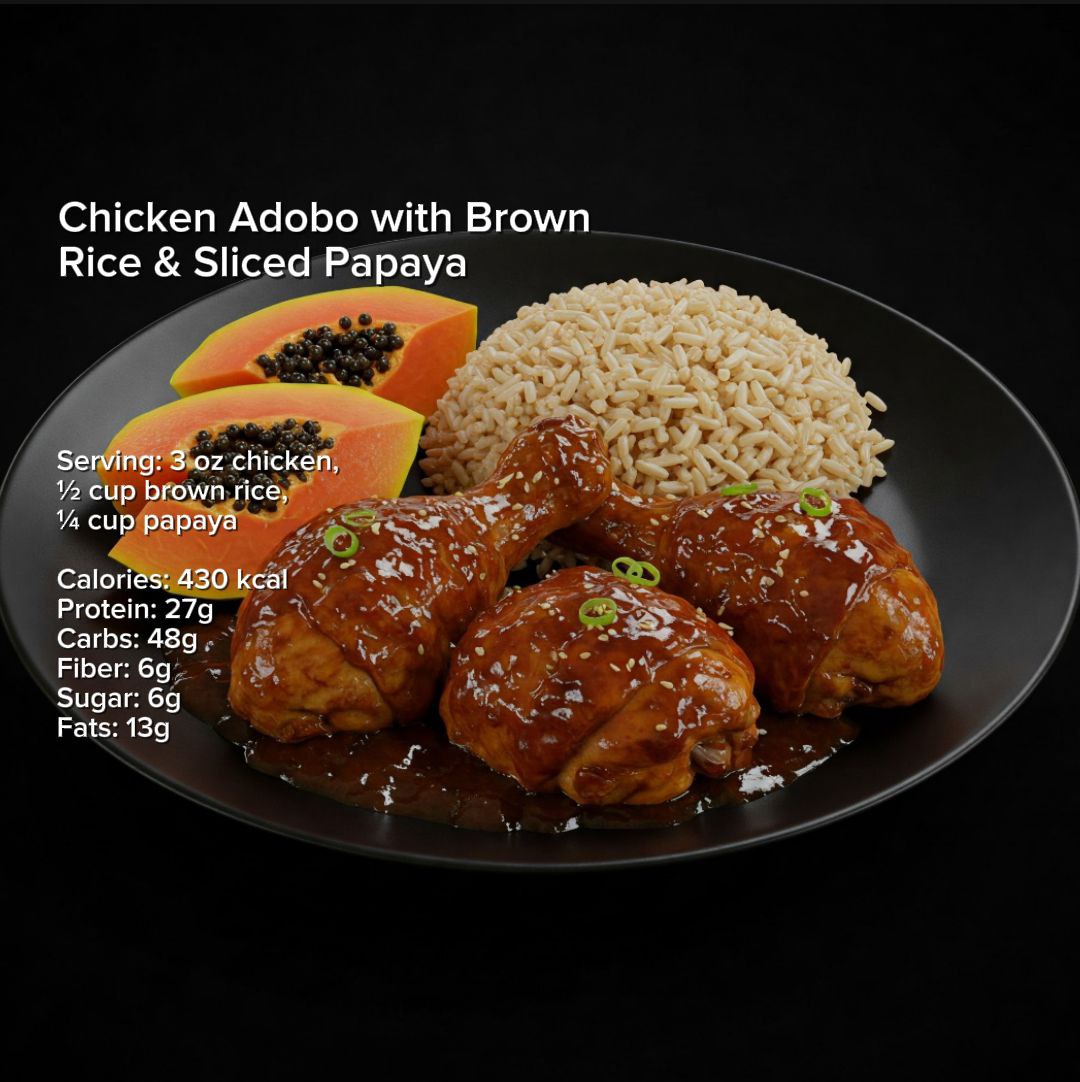 Chicken Adobo with Brown
Rice & Sliced Papaya
Serving: 3 oz chicken,
½ cup brown rice,
¼ cup papaya
Calories: 430 kcal
Protein: 27g
Carbs: 48g
Fiber: 6g
Sugar: 6g
Fats: 13g